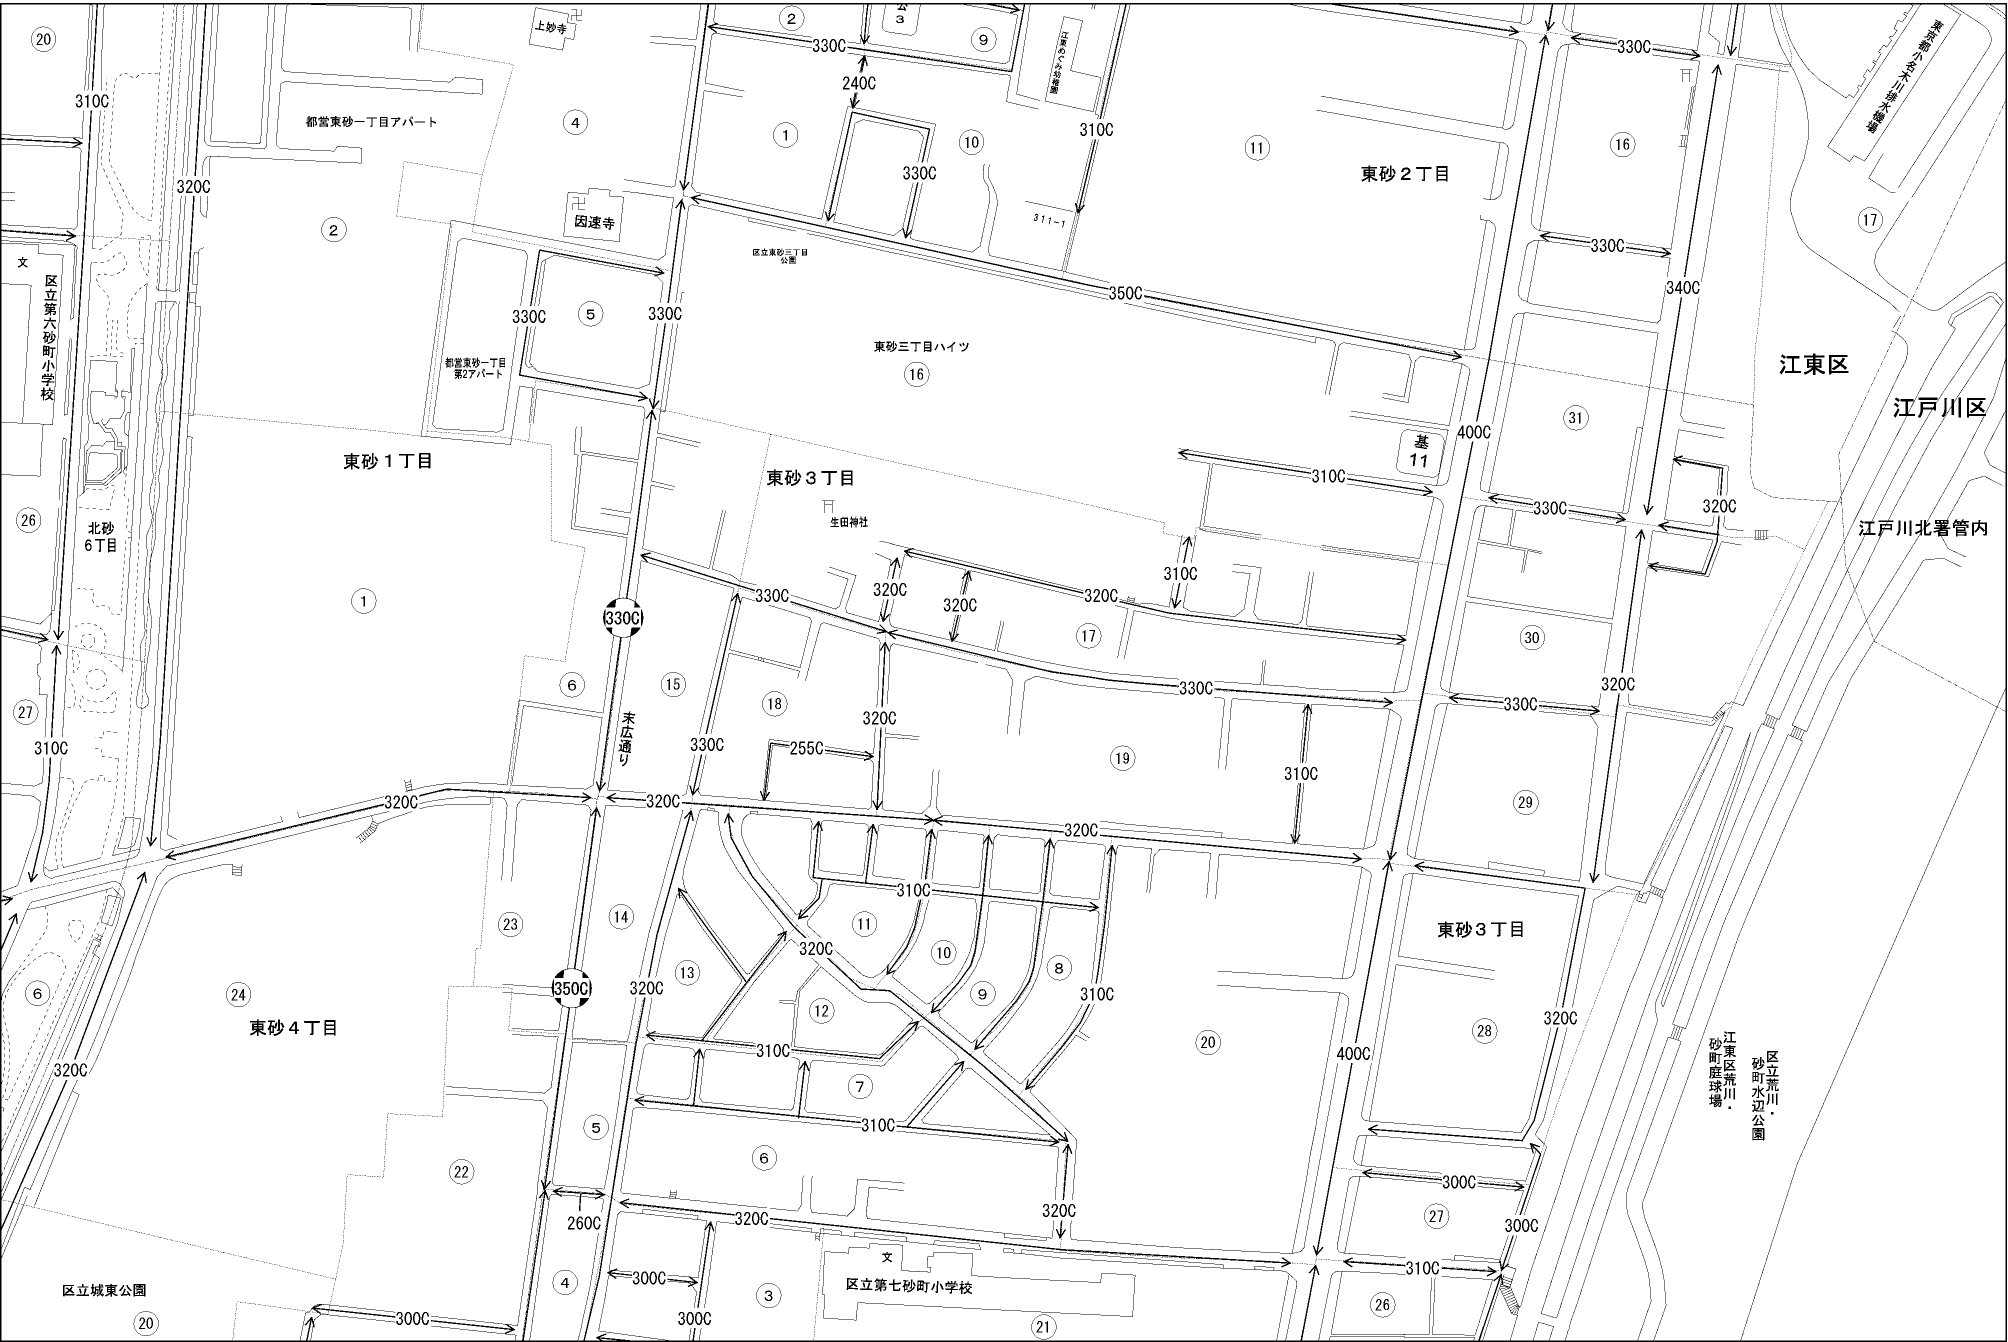 上妙寺
②
公
3
⑨
江東めぐみ幼稚園
東京都小名木川排水機場
⑳
330C
330C
240C
310C
都営東砂一丁目アパート
④
①
⑩
310C
⑪
⑯
東砂2丁目
320C
330C
因速寺
311-1
⑰
②
文
区立第六砂町小学校
区立東砂三丁目
公園
330C
340C
350C
⑤
330C
330C
東砂三丁目ハイツ
⑯
都営東砂一丁目
第2アパート
江東区
江戸川区
㉛
400C
基
11
東砂1丁目
東砂3丁目
310C
330C
320C
生田神社
江戸川北署管内
㉖
北砂
6丁目
①
310C
320C
320C
320C
330C
330C
⑰
㉚
⑥
⑮
320C
330C
330C
⑱
㉗
310C
末広通り
320C
330C
255C
⑲
310C
320C
320C
320C
㉙
310C
⑭
⑪
㉓
東砂3丁目
320C
⑩
⑬
⑧
350C
320C
310C
⑥
㉔
⑨
東砂4丁目
⑫
320C
㉘
⑳
310C
400C
320C
⑦
江東区荒川・
砂町庭球場
区立荒川・
砂町水辺公園
310C
⑤
⑥
㉒
300C
320C
320C
260C
㉗
300C
文
区立第七砂町小学校
310C
300C
④
③
区立城東公園
㉖
300C
300C
⑳
㉑